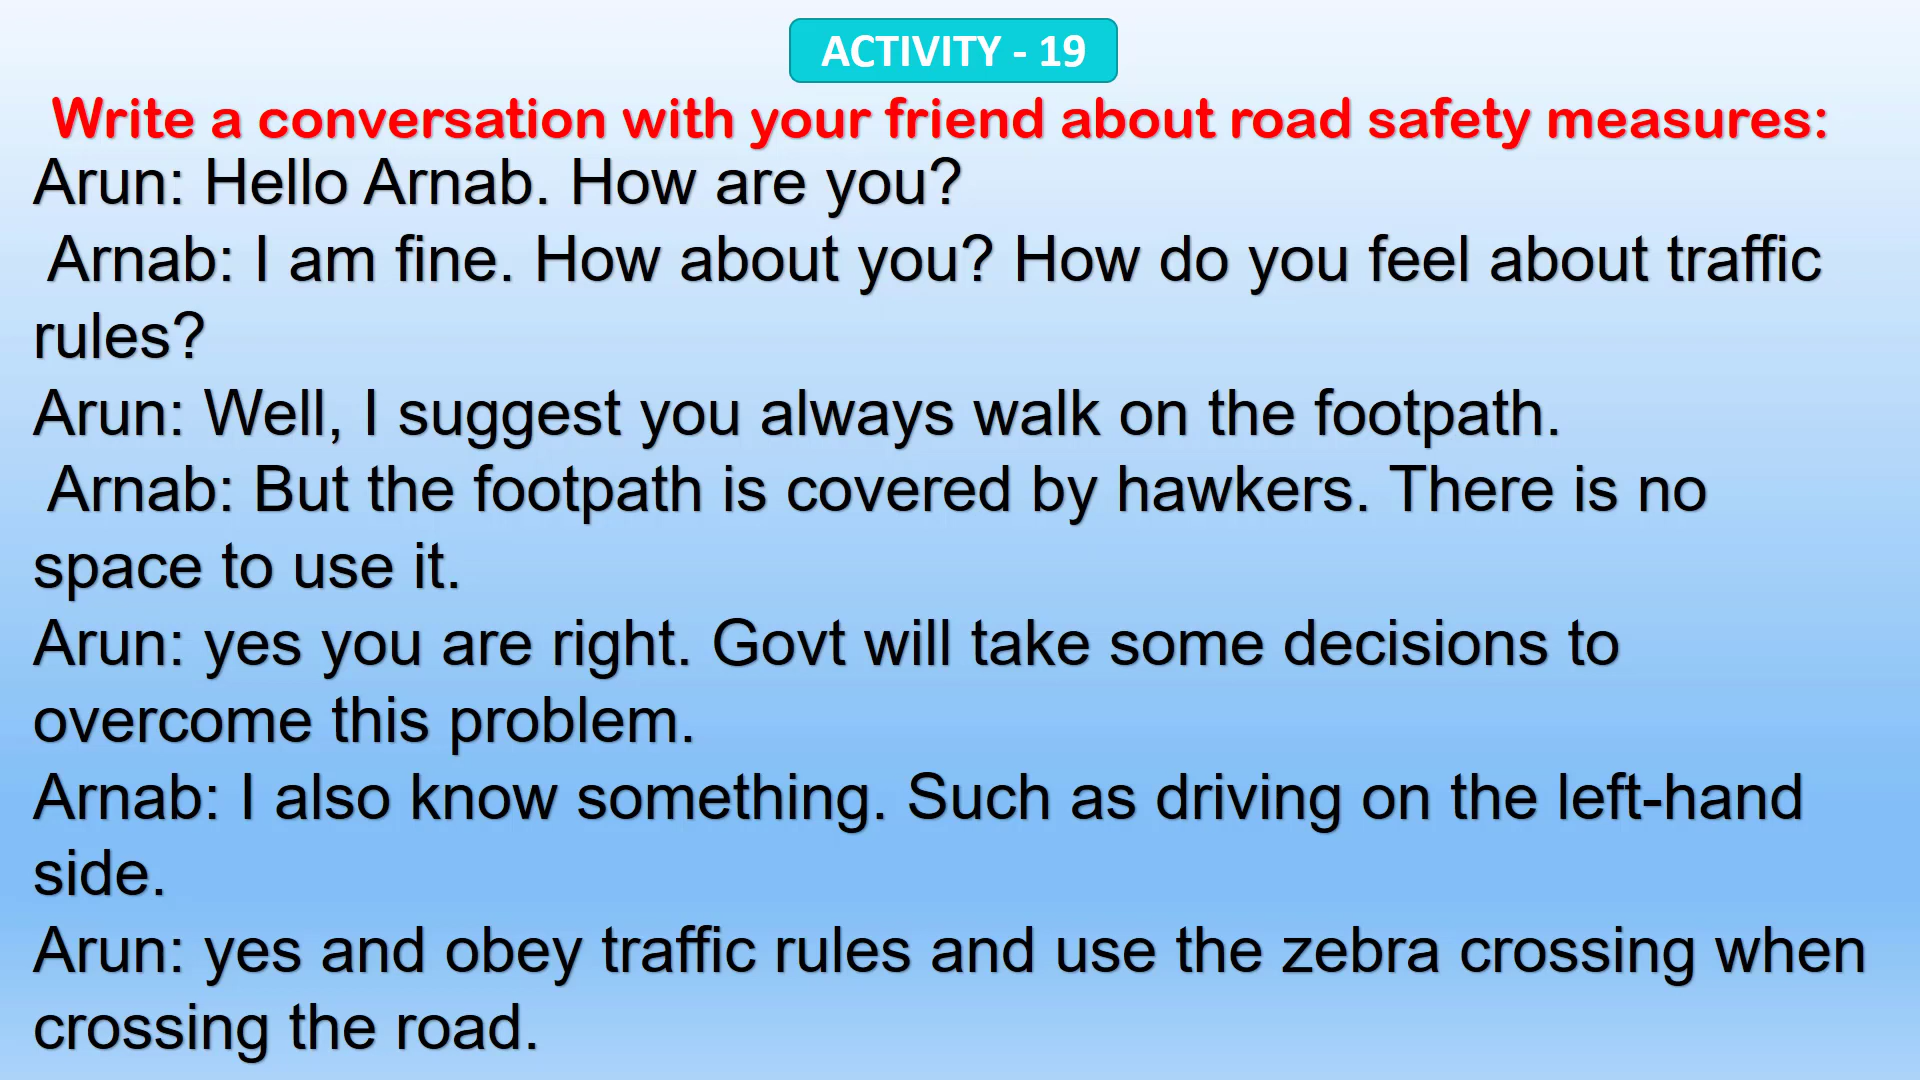 ACTIVITY - 19
Write a conversation with your friend about road safety measures:
Arun: Hello Arnab. How are you?
Arnab: I am fine. How about you? How do you feel about traffic
rules?
Arun: Well, I suggest you always walk on the footpath.
Arnab: But the footpath is covered by hawkers. There is no
space to use it.
Arun: yes you are right. Govt will take some decisions to
overcome this problem.
Arnab: I also know something. Such as driving on the left-hand
side.
Arun: yes and obey traffic rules and use the zebra crossing when
crossing the road.